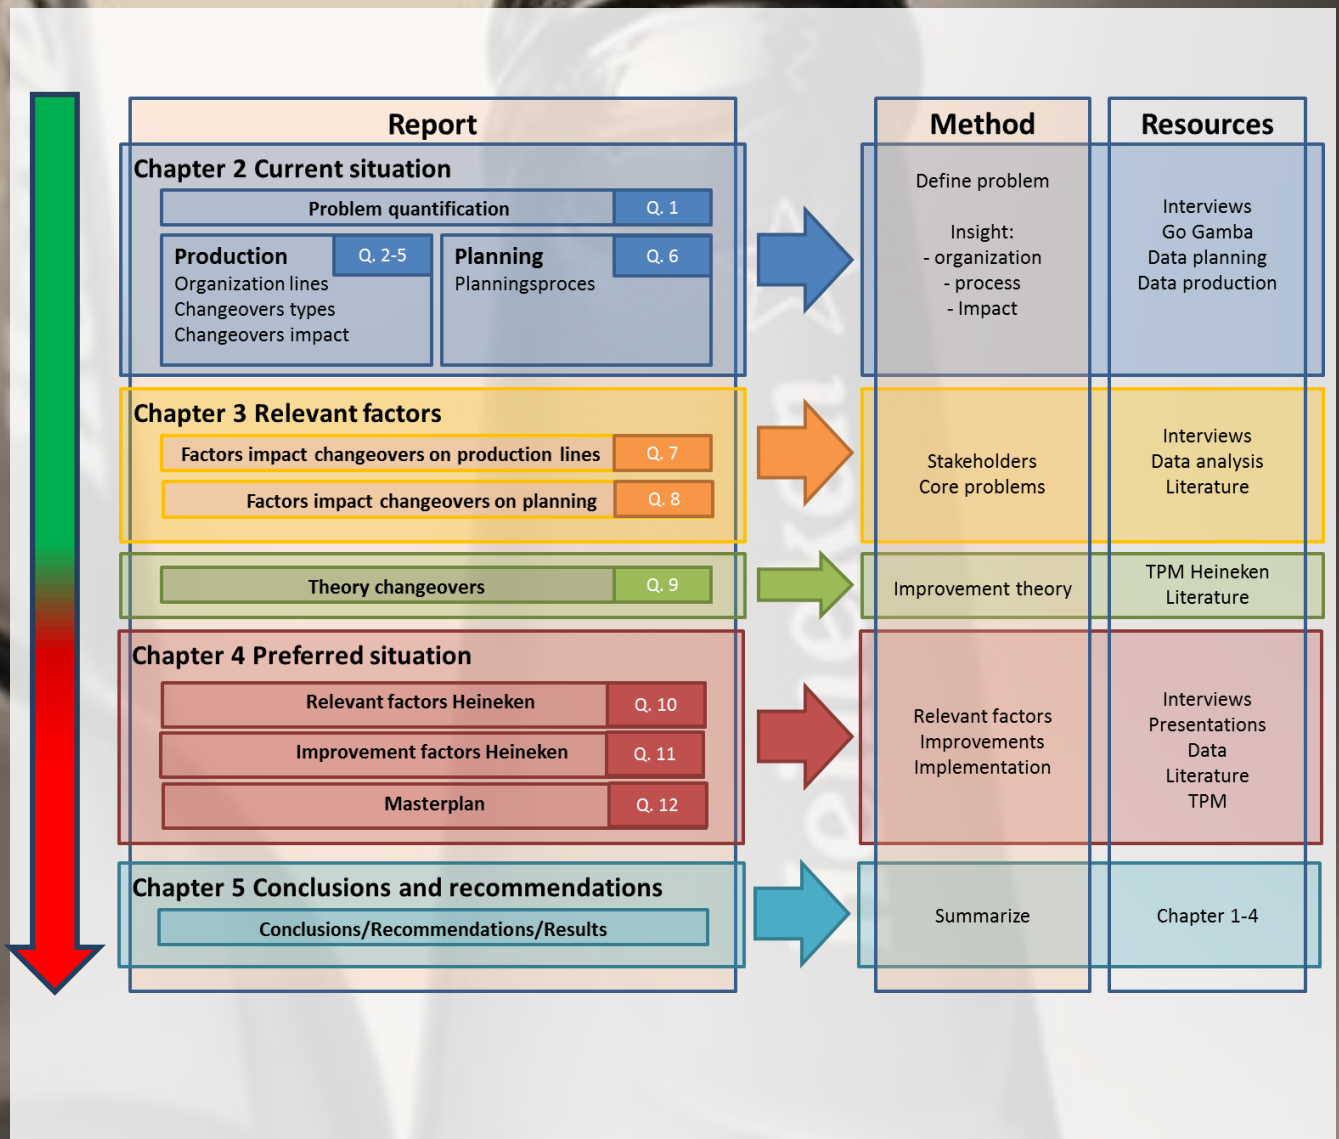 Report
Method
Resources
Chapter 2 Current situation
Problem quantification
Q. 1
Production
Q. 2-5
Organization lines
Changeovers types
Changeovers impact
Planning
Q. 6
Planningsproces
Define problem
Insight:
- organization
- process
- Impact
Interviews
Go Gamba
Data planning
Data production
Chapter 3 Relevant factors
Factors impact changeovers on production lines
Q. 7
Factors impact changeovers on planning
Q. 8
Stakeholders
Core problems
Interviews
Data analysis
Literature
Theory changeovers
Q. 9
Improvement theory
TPM Heineken
Literature
Chapter 4 Preferred situation
Relevant factors Heineken
Q. 10
Improvement factors Heineken
Q. 11
Masterplan
Q. 12
Relevant factors
Improvements
Implementation
Interviews
Presentations
Data
Literature
TPM
Chapter 5 Conclusions and recommendations
Conclusions/Recommendations/Results
Summarize
Chapter 1-4
Heineken